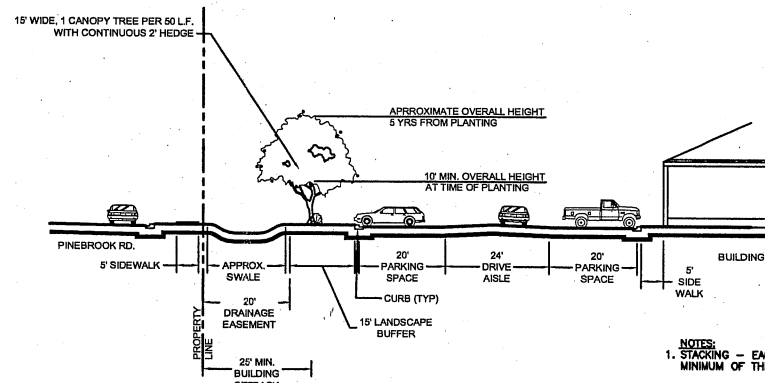 15' WIDE, 1 CANOPY TREE PER 50 L.F.
WITH CONTINUOUS 2' HEDGE
APRROXIMATE OVERALL HEIGHT
5 YRS FROM PLANTING
10' MIN. OVERALL HEIGHT
AT TIME OF PLANTING
PINEBROOK RD.
5' SIDEWALK
APPROX.
SWALE
20'
PARKING
SPACE
24'
DRIVE
AISLE
20'
PARKING
SPACE
5'
SIDE
WALK
BUILDING
20'
DRAINAGE
EASEMENT
CURB (TYP)
15' LANDSCAPE
BUFFER
PROPERTY
LINE
25' MIN.
BUILDING
NOTES:
1. STACKING - EA
MINIMUM OF TH